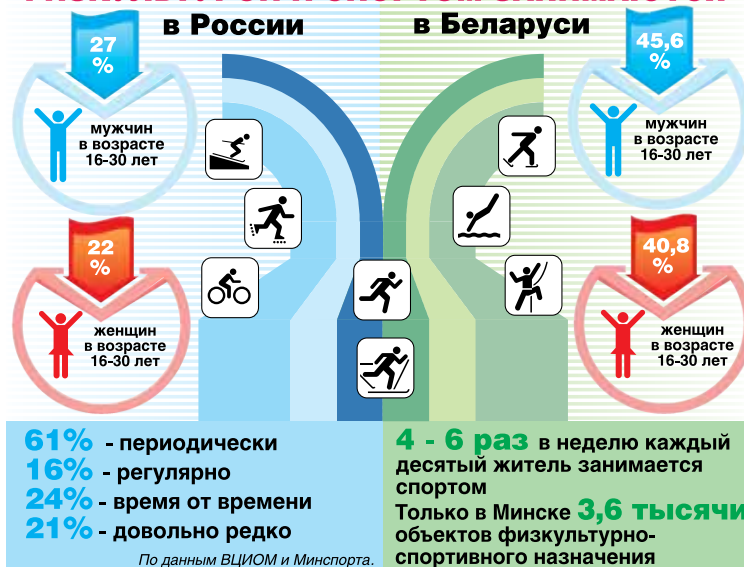 в России
в Беларуси
27
%
мужчин
в возрасте
16-30 лет
45,6
%
мужчин
в возрасте
16-30 лет
22
%
женщин
в возрасте
16-30 лет
40,8
%
женщин
в возрасте
16-30 лет
61% - периодически
16% - регулярно
24% - время от времени
21% - довольно редко
По данным ВЦИОМ и Минспорта.
4 - 6 раз в неделю каждый
десятый житель занимается
спортом
Только в Минске 3,6 тысячи
объектов физкультурно-
спортивного назначения